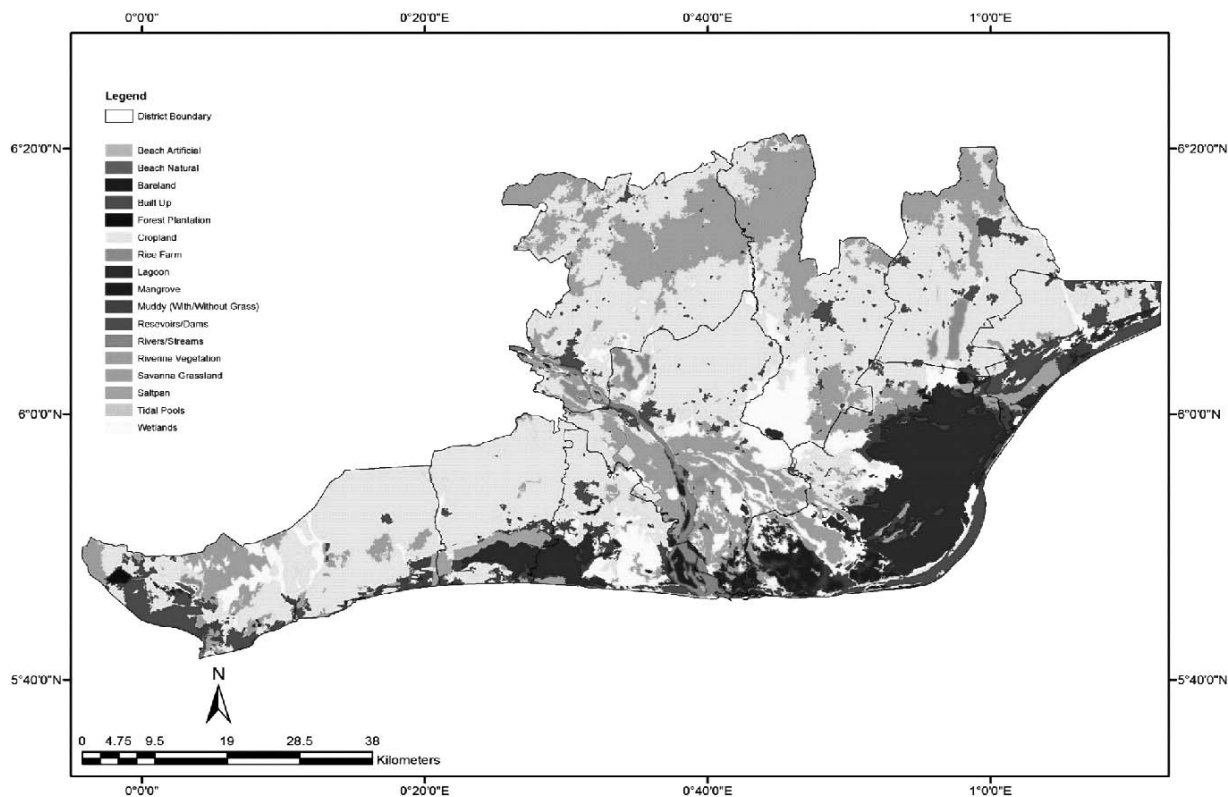 0°0'0" 0°20'0"E 0°40'0"E 1°0'0"E
Legend
District Boundary
Beach Artificial
Beach Natural
Bareland
Built Up
Forest Plantation
Cropland
Rice Farm
Lagoon
Mangrove
Muddy (With/Without Grass)
Resevoirs/Dams
Rivers/Streams
Riverine Vegetation
Savanna Grassland
Saltpan
Tidal Pools
Wetlands
6°20'0"N 6°20'0"N
6°0'0"N 6°0'0"N
5°40'0"N 5°40'0"N
N
0 4.75 9.5 19 28.5 38
Kilometers
0°0'0" 0°20'0"E 0°40'0"E 1°0'0"E